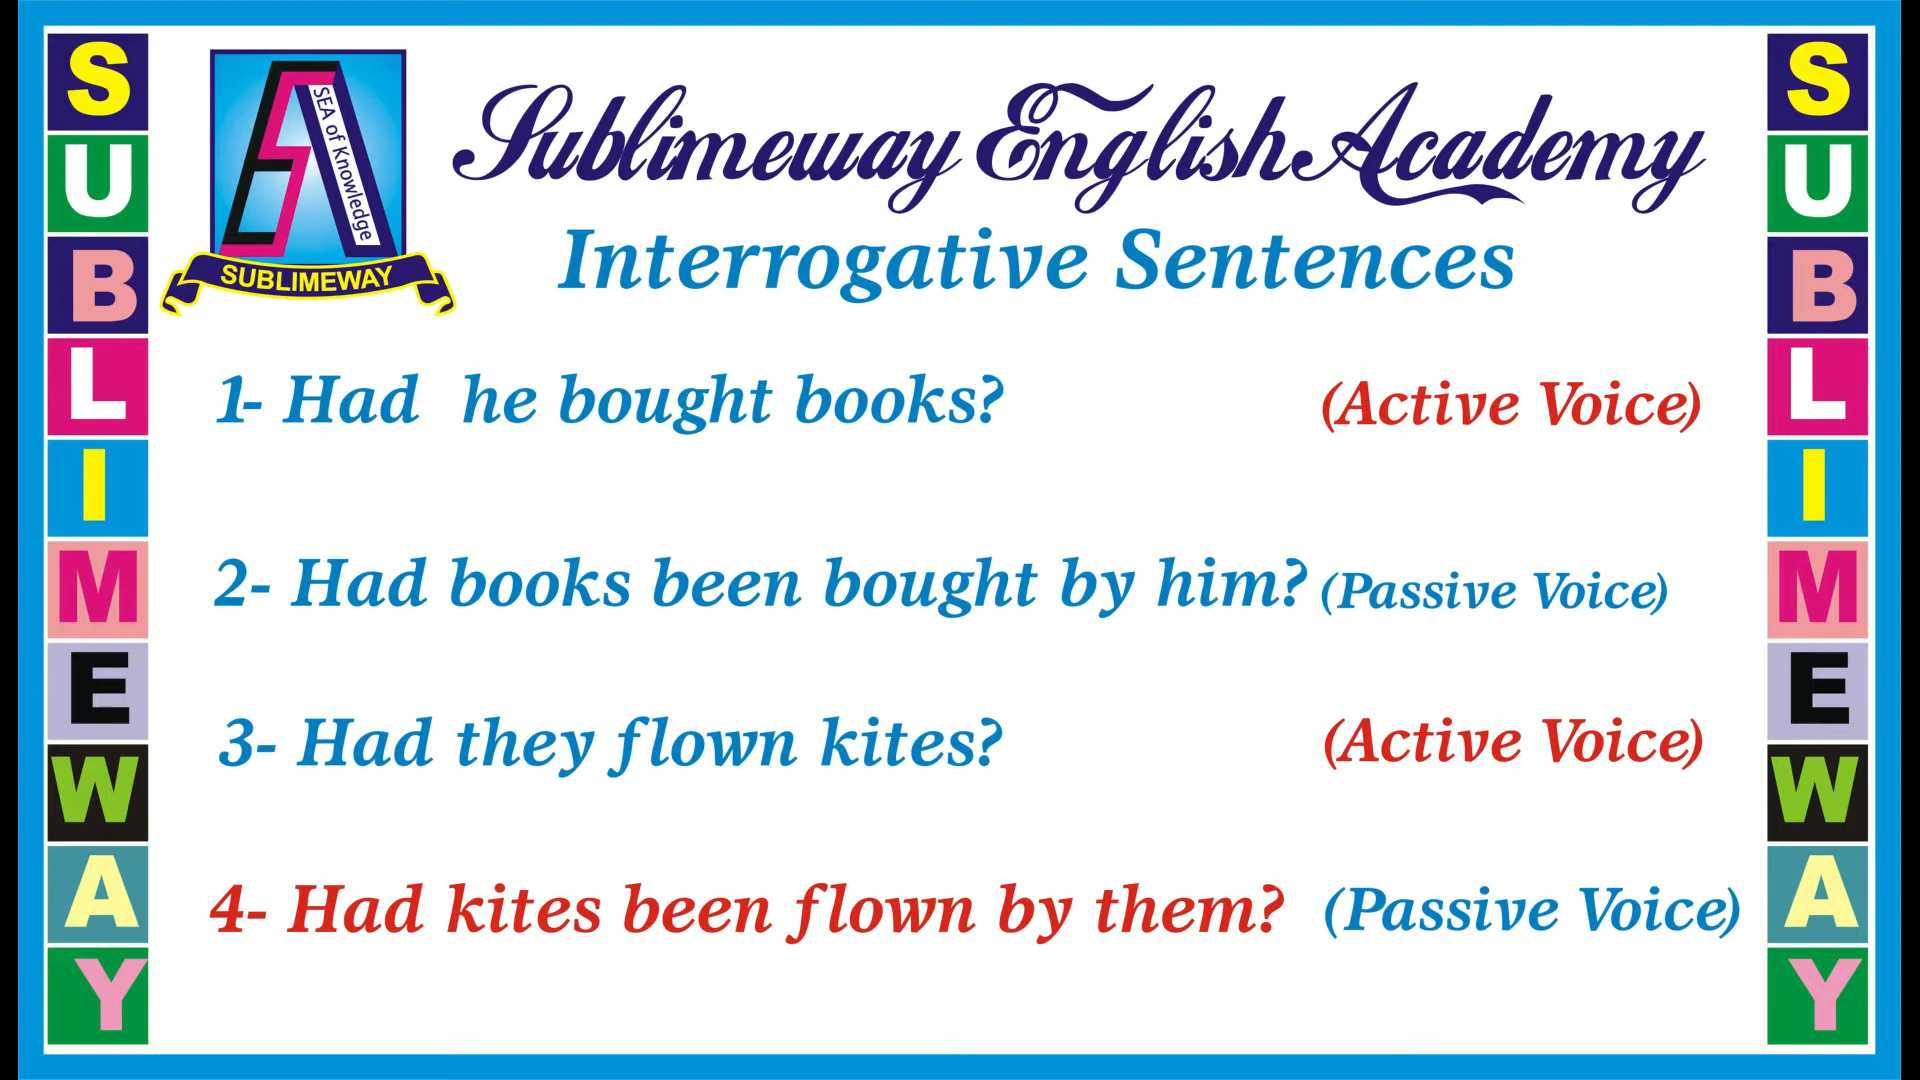 SUBLIMEWAY
SEA of Knowledge
SUBLIMEWAY
Sublimeway English Academy
Interrogative Sentences
1- Had he bought books? (Active Voice)
2- Had books been bought by him? (Passive Voice)
3- Had they flown kites? (Active Voice)
4- Had kites been flown by them? (Passive Voice)
SUBLIMEWAY